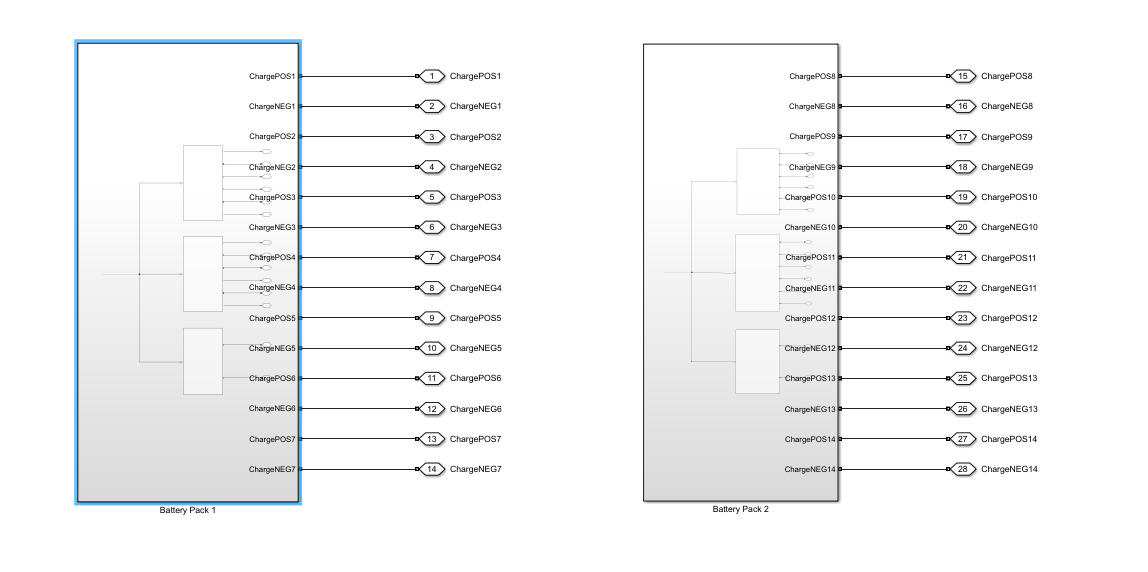 ChargePOS1 1 ChargePOS1
ChargeNEG1 2 ChargeNEG1
ChargePOS2 3 ChargePOS2
ChargeNEG2 4 ChargeNEG2
ChargePOS3 5 ChargePOS3
ChargeNEG3 6 ChargeNEG3
ChargePOS4 7 ChargePOS4
ChargeNEG4 8 ChargeNEG4
ChargePOS5 9 ChargePOS5
ChargeNEG5 10 ChargeNEG5
ChargePOS6 11 ChargePOS6
ChargeNEG6 12 ChargeNEG6
ChargePOS7 13 ChargePOS7
ChargeNEG7 14 ChargeNEG7
Battery Pack 1
ChargePOS8 15 ChargePOS8
ChargeNEG8 16 ChargeNEG8
ChargePOS9 17 ChargePOS9
ChargeNEG9 18 ChargeNEG9
ChargePOS10 19 ChargePOS10
ChargeNEG10 20 ChargeNEG10
ChargePOS11 21 ChargePOS11
ChargeNEG11 22 ChargeNEG11
ChargePOS12 23 ChargePOS12
ChargeNEG12 24 ChargeNEG12
ChargePOS13 25 ChargePOS13
ChargeNEG13 26 ChargeNEG13
ChargePOS14 27 ChargePOS14
ChargeNEG14 28 ChargeNEG14
Battery Pack 2